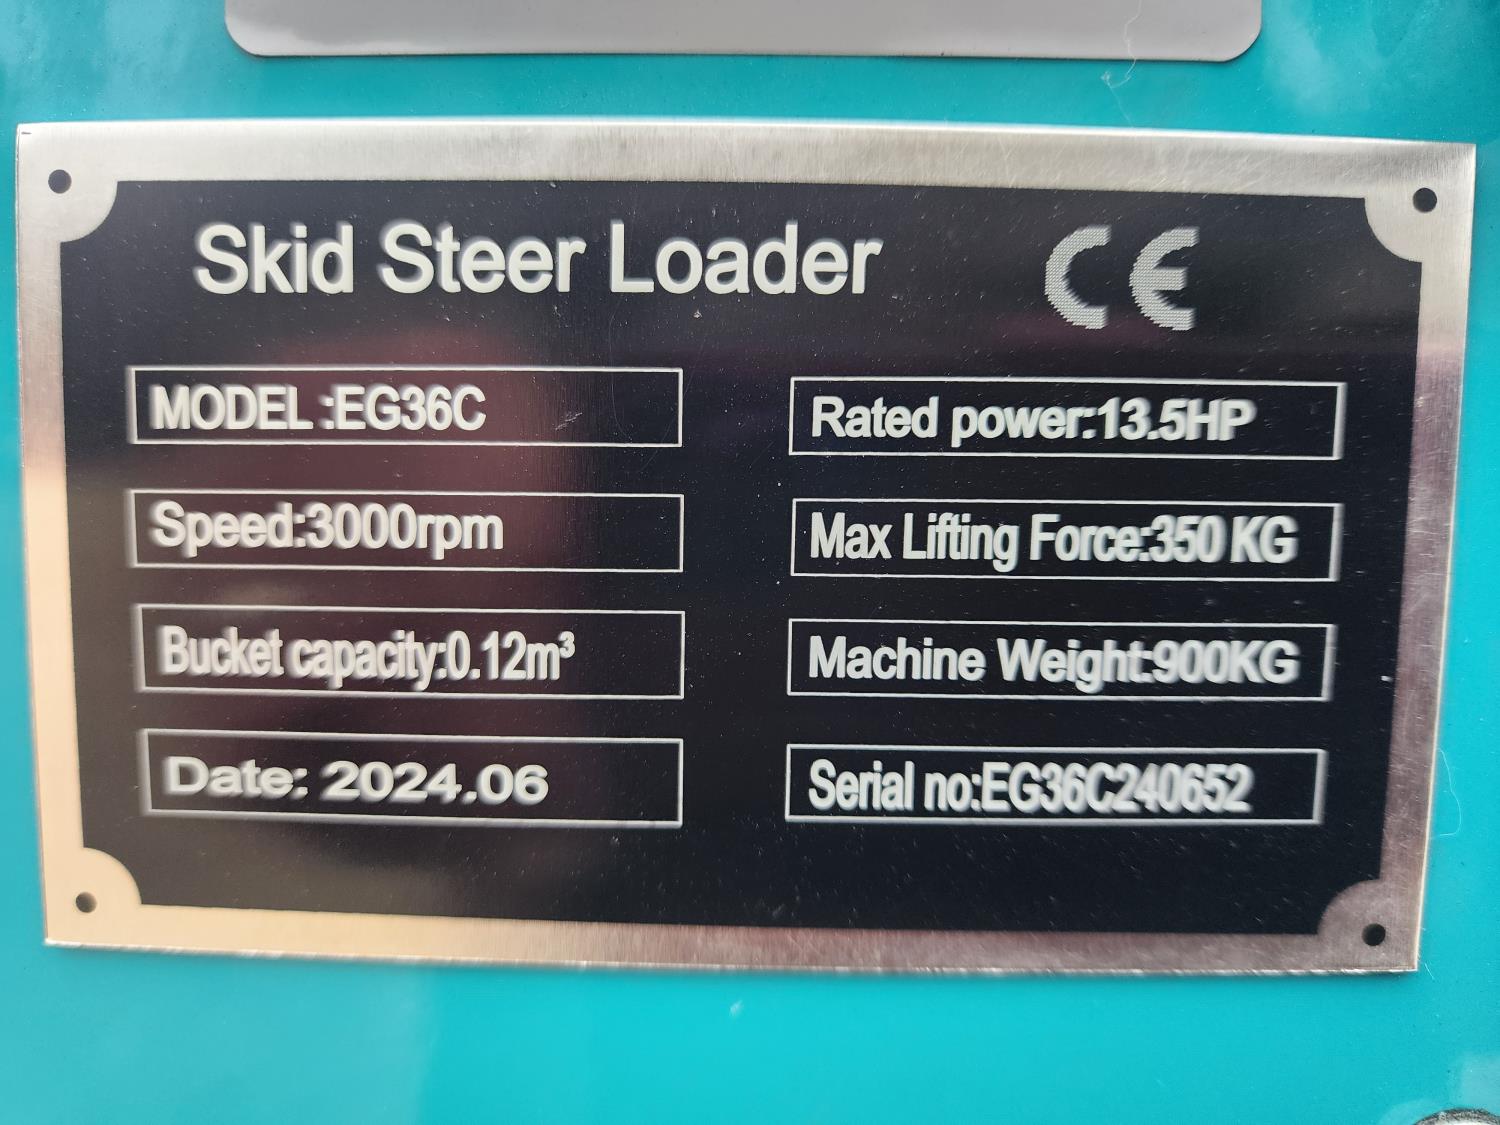 Skid Steer Loader CE
MODEL :EG36C
Rated power:13.5HP
Speed:3000rpm
Max Lifting Force:350 KG
Bucket capacity:0.12m³
Machine Weight:900KG
Date: 2024.06
Serial no:EG36C240652